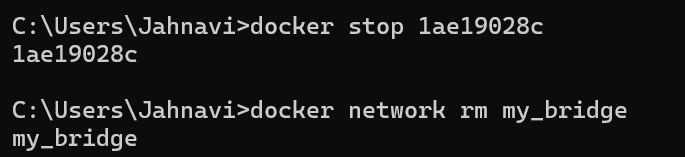 C:\Users\Jahnavi>docker stop 1ae19028c
1ae19028c
C:\Users\Jahnavi>docker network rm my_bridge
my_bridge